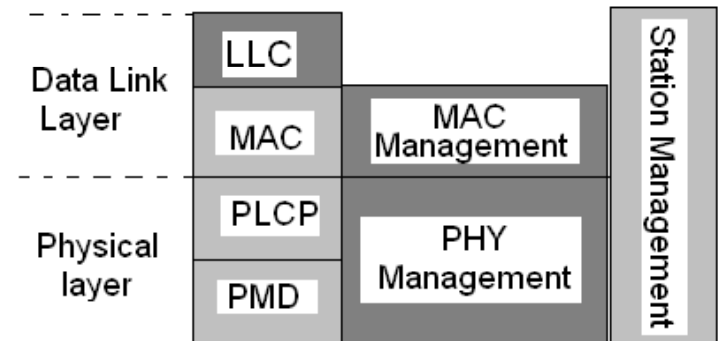 Data Link
Layer
LLC
MAC
MAC
Management
Physical
layer
PLCP
PMD
PHY
Management
Station Management